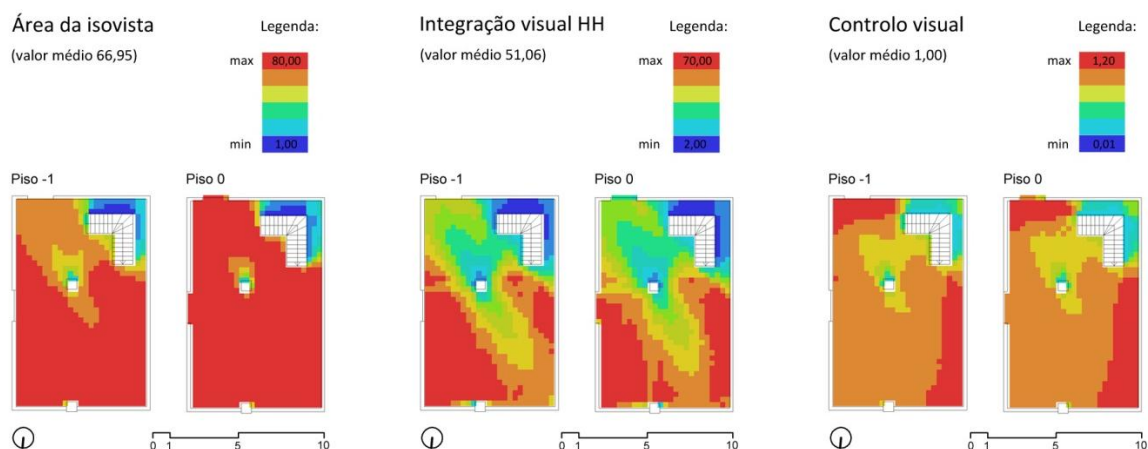 Área da isovista
Legenda:
(valor médio 66,95)
max
80,00
min
1,00
Piso -1
Piso 0
0 1 5 10
Integração visual HH
Legenda:
(valor médio 51,06)
max
70,00
min
2,00
Piso -1
Piso 0
0 1 5 10
Controlo visual
Legenda:
(valor médio 1,00)
max
1,20
min
0,01
Piso -1
Piso 0
0 1 5 10